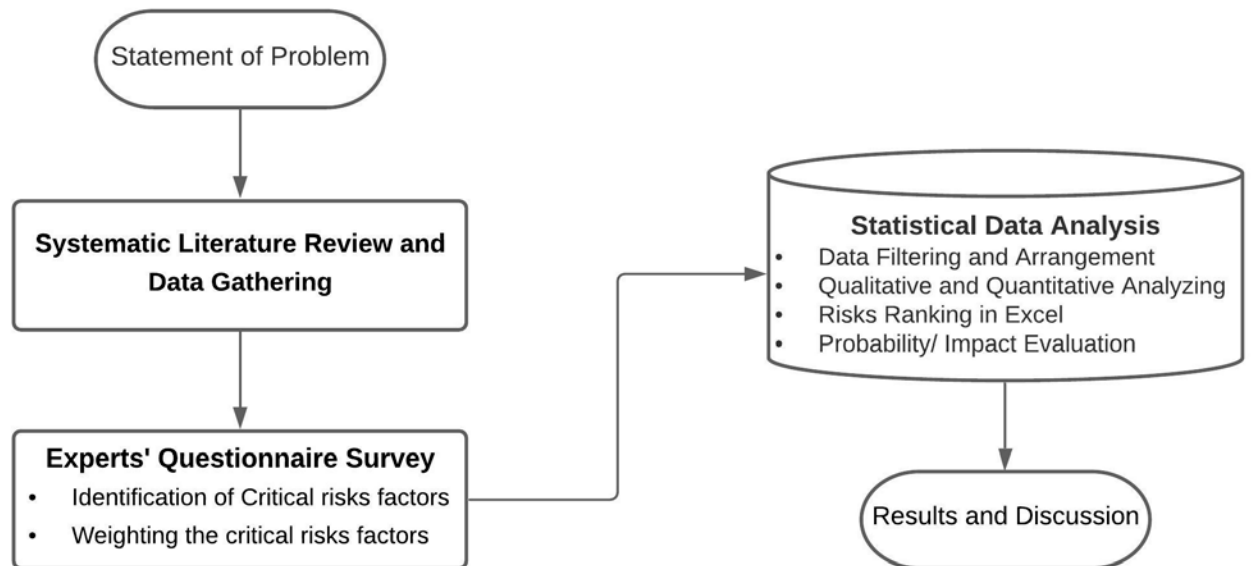 Statement of Problem
Systematic Literature Review and
Data Gathering
Experts' Questionnaire Survey
• Identification of Critical risks factors
• Weighting the critical risks factors
Statistical Data Analysis
• Data Filtering and Arrangement
• Qualitative and Quantitative Analyzing
• Risks Ranking in Excel
• Probability/ Impact Evaluation
Results and Discussion